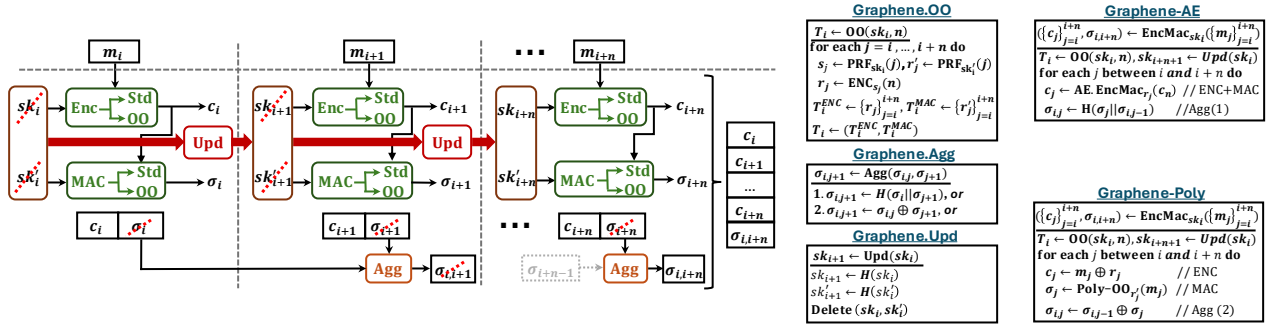 m_i
m_{i+1}
...
m_{i+n}
sk_i
Enc
Std
OO
c_i
sk_{i+1}
Enc
Std
OO
c_{i+1}
sk_{i+n}
Enc
Std
OO
c_{i+n}
Upd
Upd
...
sk'_i
MAC
Std
OO
σ_i
sk'_{i+1}
MAC
Std
OO
σ_{i+1}
sk'_{i+n}
MAC
Std
OO
σ_{i+n}
c_i
σ_i
c_{i+1}
σ_{i+1}
...
c_{i+n}
σ_{i+n}
Agg
σ_{i,i+1}
σ_{i+n-1}
Agg
σ_{i,i+n}
c_i
c_{i+1}
...
c_{i+n}
σ_{i,i+n}
Graphene.OO
T_i ← OO(sk_i, n)
for each j = i , ... , i + n do
s_j ← PRF_{sk_i}(j), r'_j ← PRF_{sk'_i}(j)
r_j ← ENC_{s_j}(n)
T_i^{ENC} ← {r_j}_{j=i}^{i+n}, T_i^{MAC} ← {r'_j}_{j=i}^{i+n}
T_i ← (T_i^{ENC}, T_i^{MAC})
Graphene.Agg
σ_{i,j+1} ← Agg(σ_{i,j}, σ_{j+1})
1. σ_{i,j+1} ← H(σ_i||σ_{j+1}), or
2. σ_{i,j+1} ← σ_{i,j} ⊕ σ_{j+1}, or
Graphene.Upd
sk_{i+1} ← Upd(sk_i)
sk_{i+1} ← H(sk_i)
sk'_{i+1} ← H(sk'_i)
Delete (sk_i, sk'_i)
Graphene-AE
({c_j}_{j=i}^{i+n}, σ_{i,i+n}) ← EncMac_{sk_i}({m_j}_{j=i}^{i+n})
T_i ← OO(sk_i, n), sk_{i+n+1} ← Upd(sk_i)
for each j between i and i + n do
c_j ← AE.EncMac_{r_j}(c_n) // ENC+MAC
σ_{i,j} ← H(σ_j||σ_{i,j-1}) //Agg(1)
Graphene-Poly
({c_j}_{j=i}^{i+n}, σ_{i,i+n}) ← EncMac_{sk_i}({m_j}_{j=i}^{i+n})
T_i ← OO(sk_i, n), sk_{i+n+1} ← Upd(sk_i)
for each j between i and i + n do
c_j ← m_j ⊕ r_j // ENC
σ_j ← Poly-OO_{r'_j}(m_j) // MAC
σ_{i,j} ← σ_{i,j-1} ⊕ σ_j // Agg (2)